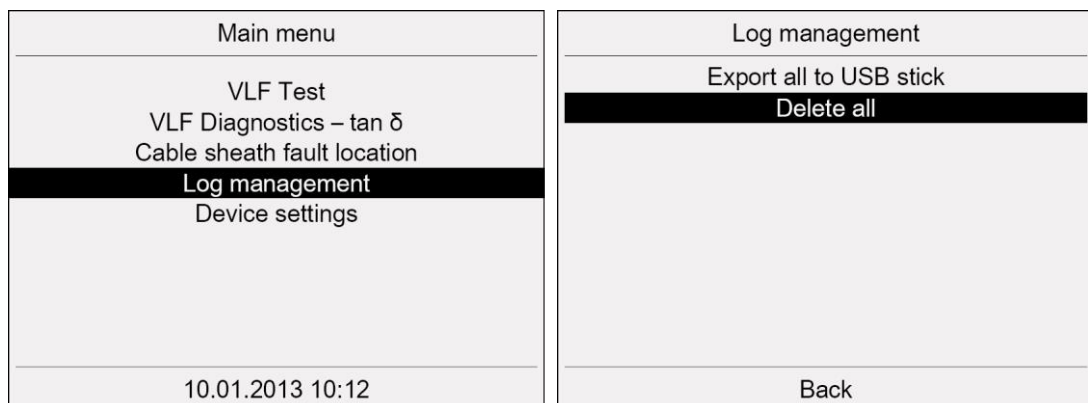 Main menu
VLF Test
VLF Diagnostics – tan δ
Cable sheath fault location
Log management
Device settings
10.01.2013 10:12
Log management
Export all to USB stick
Delete all
Back